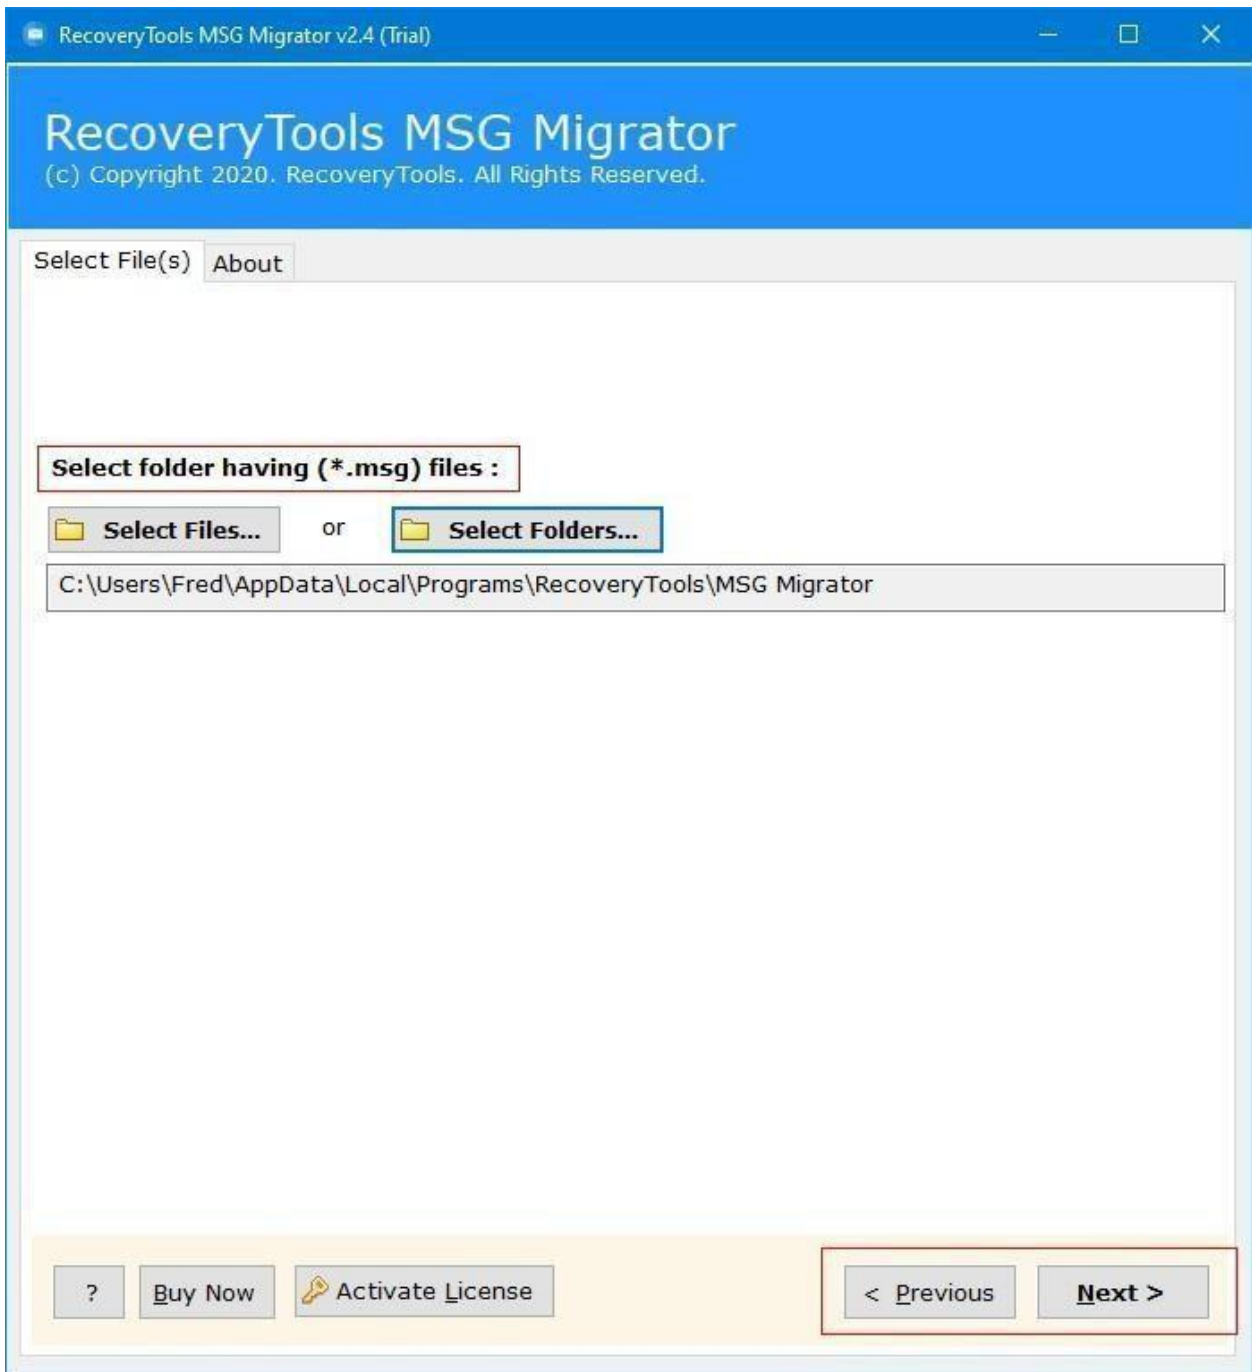 RecoveryTools MSG Migrator v2.4 (Trial)
RecoveryTools MSG Migrator
(c) Copyright 2020. RecoveryTools. All Rights Reserved.
Select File(s) About
Select folder having (*.msg) files :
Select Files... or Select Folders...
C:\Users\Fred\AppData\Local\Programs\RecoveryTools\MSG Migrator
? Buy Now Activate License < Previous Next >